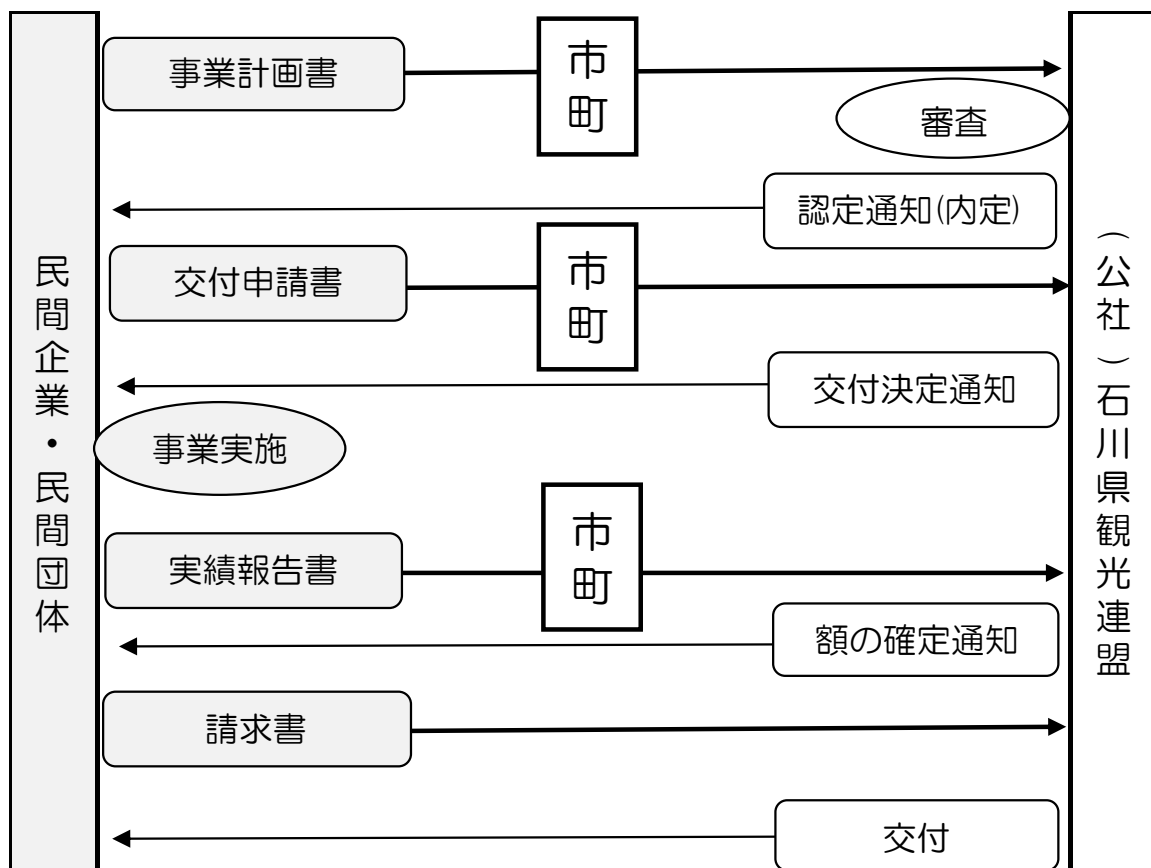 事業計画書
市町
審査
認定通知(内定)
民間企業・民間団体
交付申請書
市町
(公社)石川県観光連盟
交付決定通知
事業実施
実績報告書
市町
額の確定通知
請求書
交付